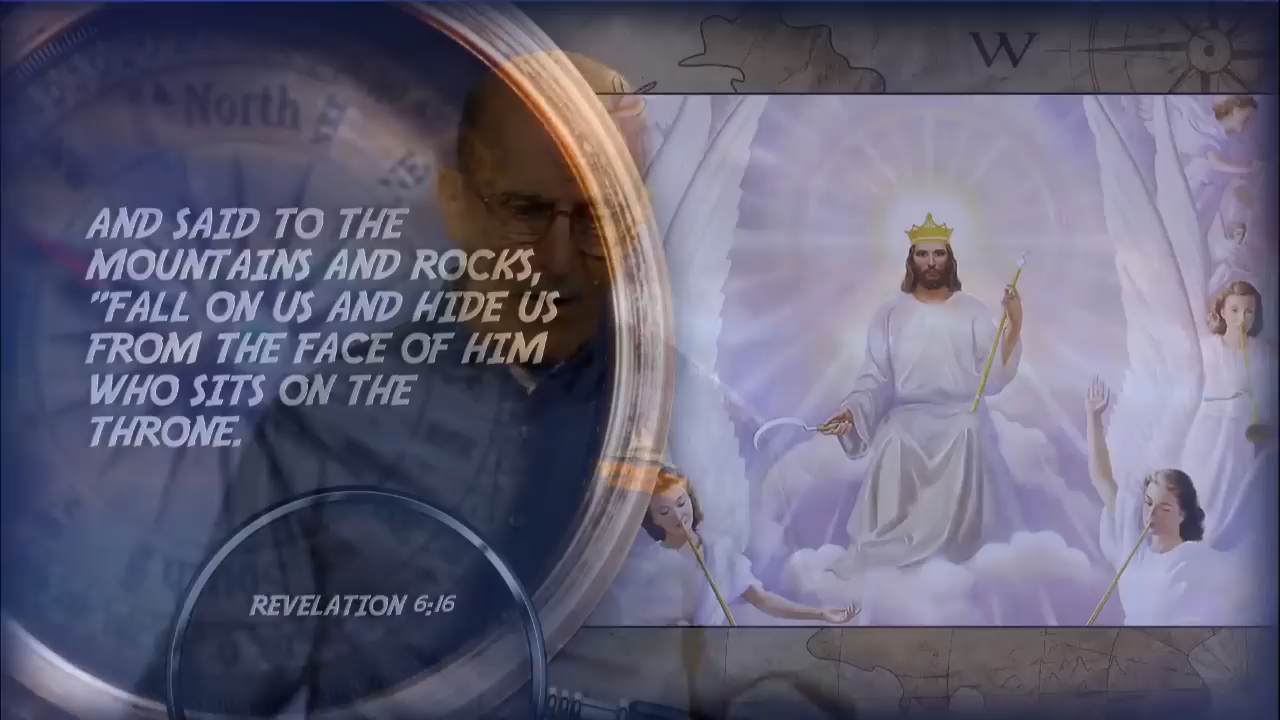 W
North
NE
AND SAID TO THE
MOUNTAINS AND ROCKS,
"FALL ON US AND HIDE US
FROM THE FACE OF HIM
WHO SITS ON THE
THRONE.
REVELATION 6:16